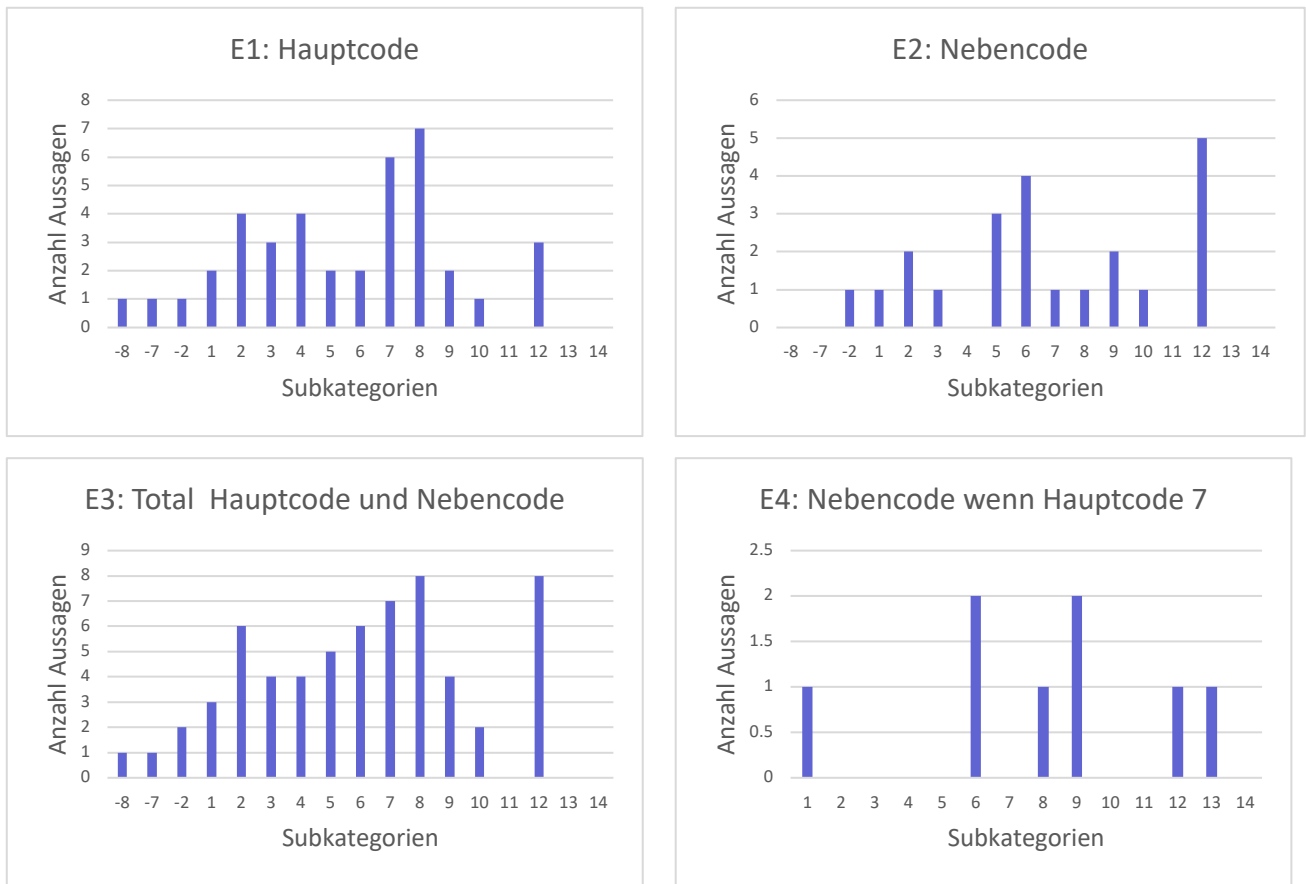 E1: Hauptcode
Anzahl Aussagen
8
7
6
5
4
3
2
1
0
-8 -7 -2 1 2 3 4 5 6 7 8 9 10 11 12 13 14
Subkategorien
E2: Nebencode
Anzahl Aussagen
6
5
4
3
2
1
0
-8 -7 -2 1 2 3 4 5 6 7 8 9 10 11 12 13 14
Subkategorien
E3: Total Hauptcode und Nebencode
Anzahl Aussagen
9
8
7
6
5
4
3
2
1
0
-8 -7 -2 1 2 3 4 5 6 7 8 9 10 11 12 13 14
Subkategorien
E4: Nebencode wenn Hauptcode 7
Anzahl Aussagen
2.5
2
1.5
1
0.5
0
1 2 3 4 5 6 7 8 9 10 11 12 13 14
Subkategorien